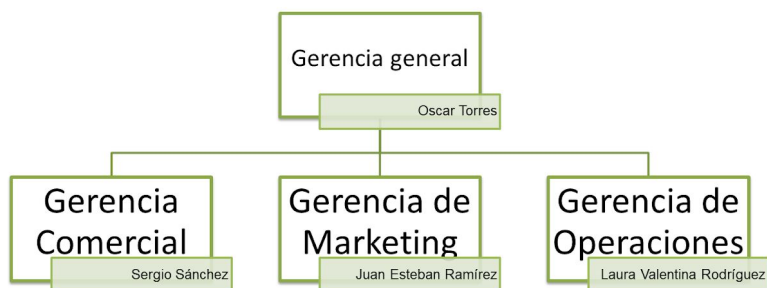 Gerencia general
Oscar Torres
Gerencia
Comercial
Sergio Sánchez
Gerencia de
Marketing
Juan Esteban Ramírez
Gerencia de
Operaciones
Laura Valentina Rodríguez